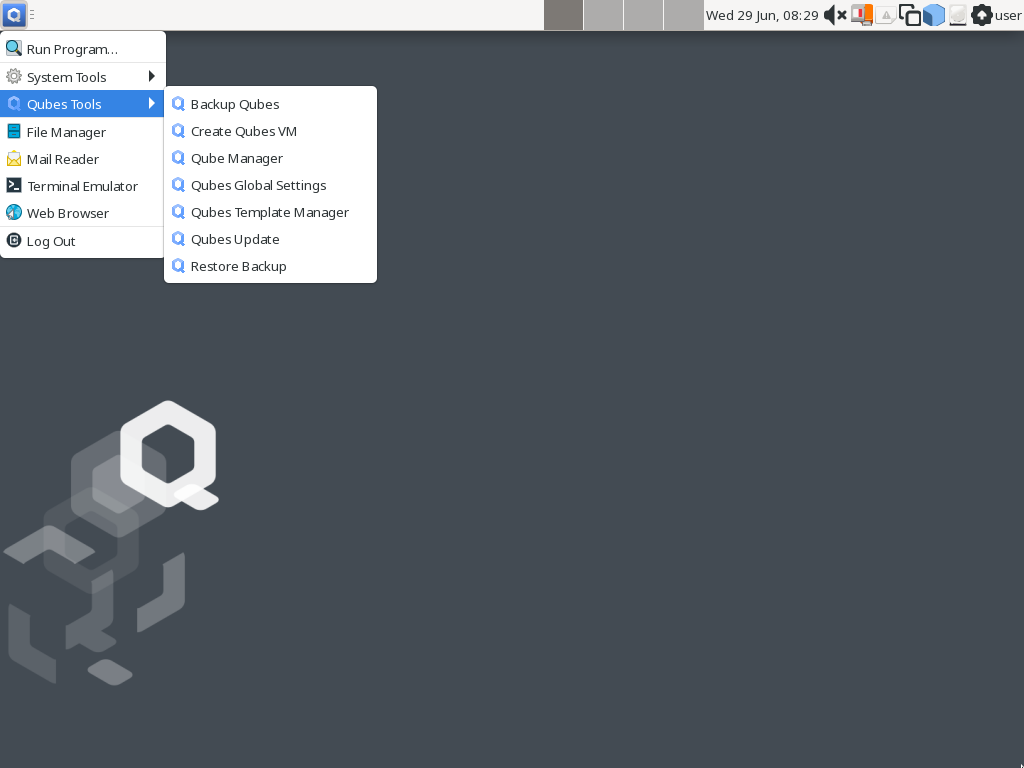 Wed 29 Jun, 08:29
user
Run Program...
System Tools
Qubes Tools
File Manager
Mail Reader
Terminal Emulator
Web Browser
Log Out
Backup Qubes
Create Qubes VM
Qube Manager
Qubes Global Settings
Qubes Template Manager
Qubes Update
Restore Backup